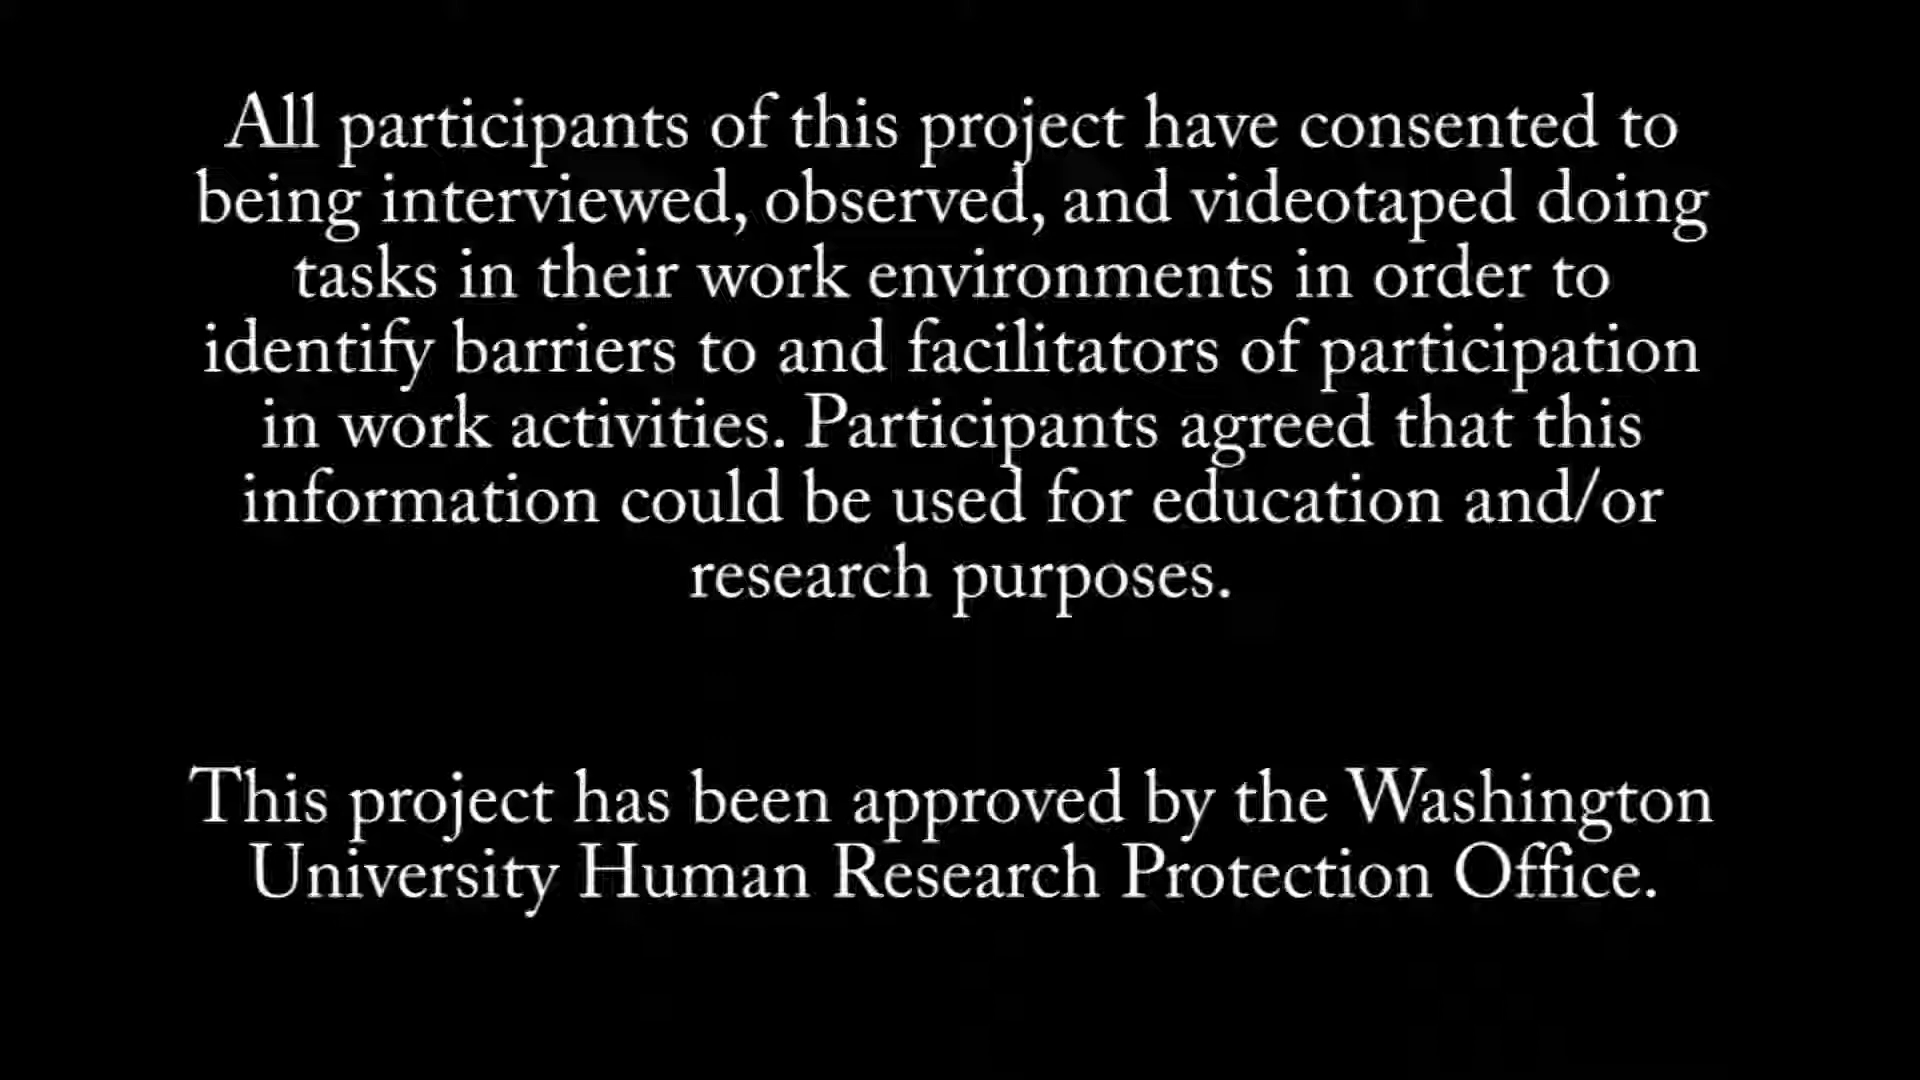 All participants of this project have consented to
being interviewed, observed, and videotaped doing
tasks in their work environments in order to
identify barriers to and facilitators of participation
in work activities. Participants agreed that this
information could be used for education and/or
research purposes.
This project has been approved by the Washington
University Human Research Protection Office.